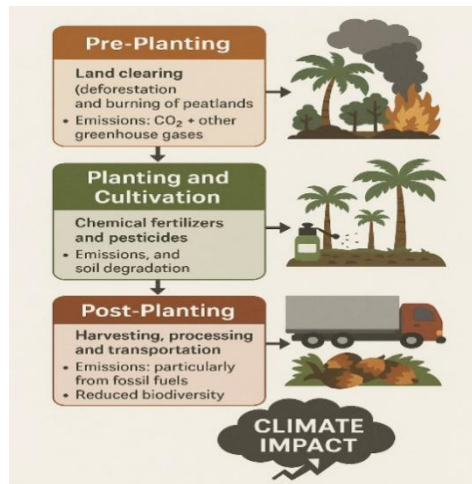 Pre-Planting
Land clearing
(deforestation
and burning of peatlands
• Emissions: CO₂ + other
greenhouse gases
Planting and
Cultivation
Chemical fertilizers
and pesticides
• Emissions, and
soil degradation
Post-Planting
Harvesting, processing
and transportation
• Emissions: particularly
from fossil fuels
• Reduced biodiversity
CLIMATE
IMPACT